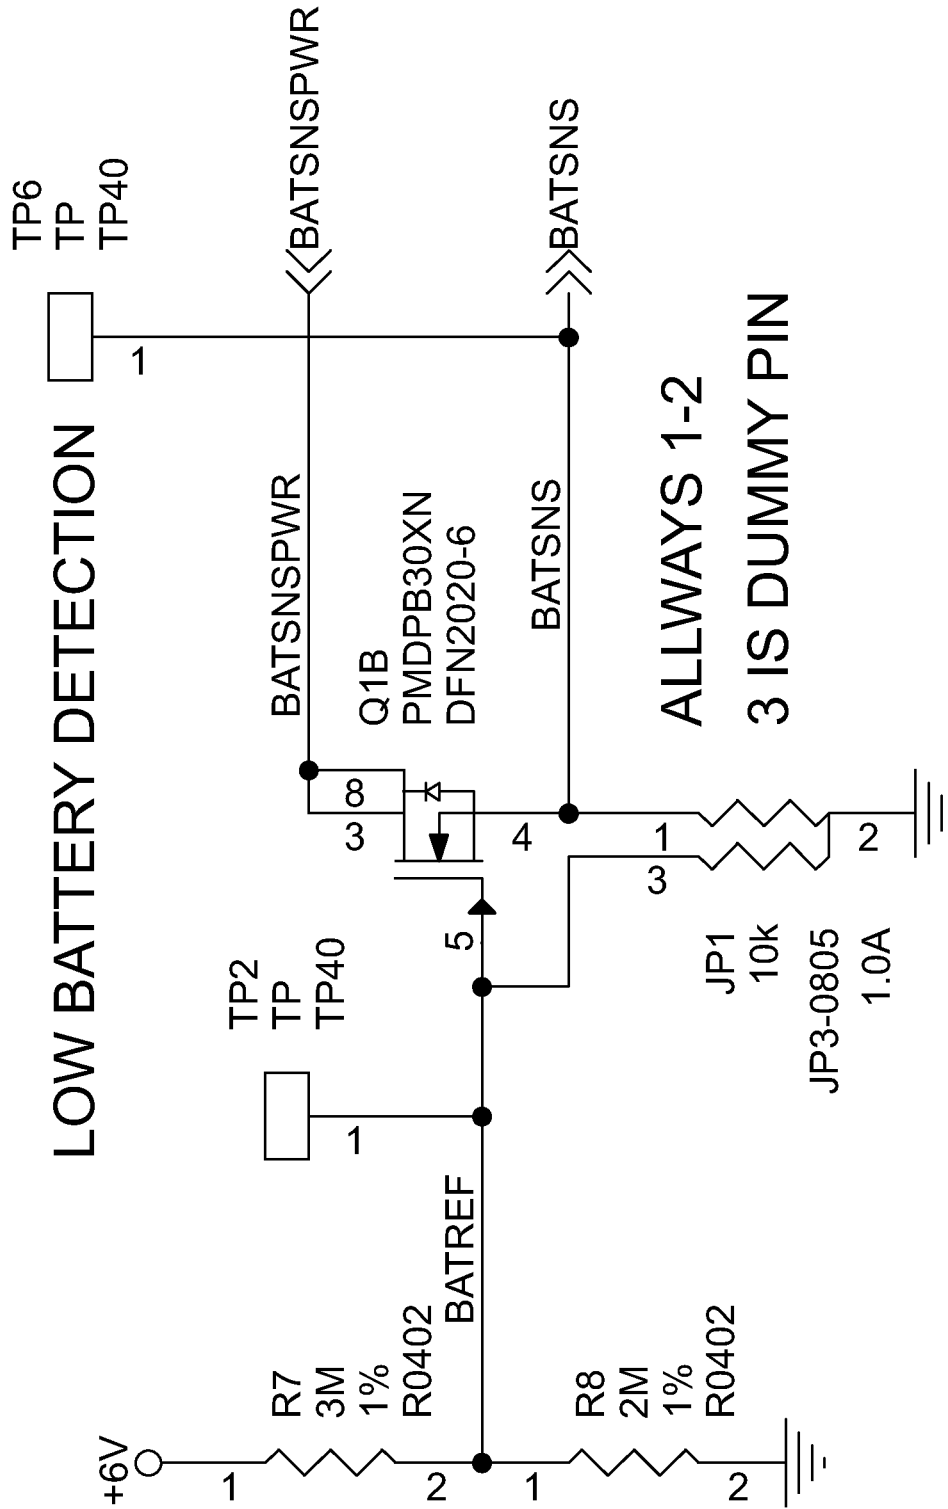 LOW BATTERY DETECTION
TP6
TP
TP40
1
BATSNSPWR
BATSNSPWR
TP2
TP
TP40
1
Q1B
PMDPB30XN
DFN2020-6
3
8
5
4
BATSNS
BATSNS
+6V
1
R7
3M
1%
R0402
2
BATREF
1
R8
2M
1%
R0402
2
JP1
10k
JP3-0805
1.0A
3
1
2
ALLWAYS 1-2
3 IS DUMMY PIN